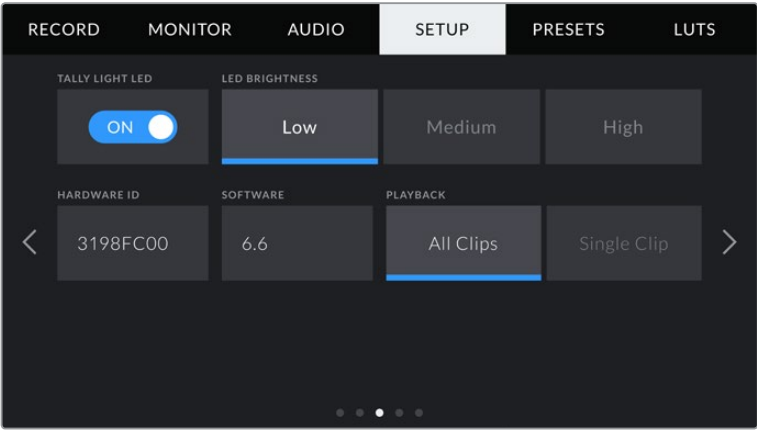 RECORD MONITOR AUDIO SETUP PRESETS LUTS
TALLY LIGHT LED LED BRIGHTNESS
ON Low Medium High
HARDWARE ID SOFTWARE PLAYBACK
3198FC00 6.6 All Clips Single Clip